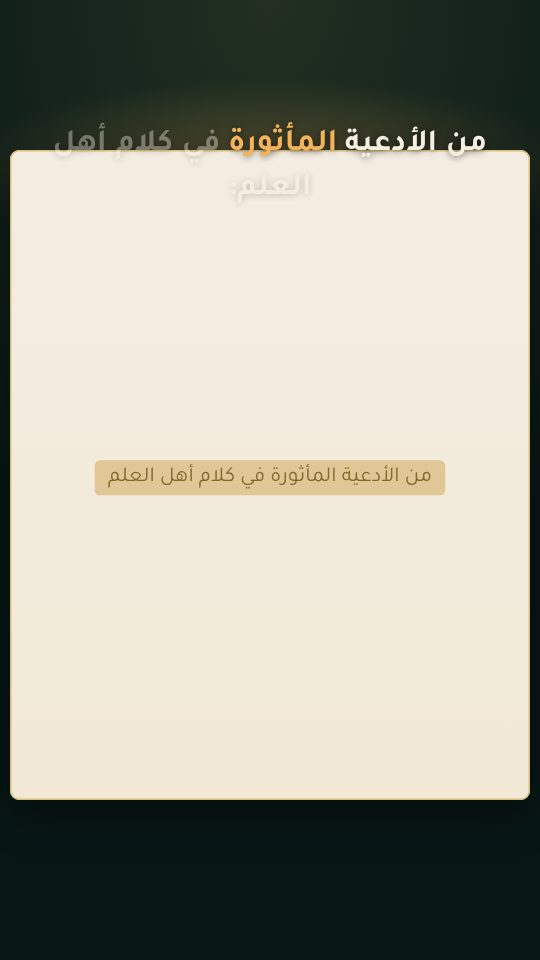 من الأدعية المأثورة في كلام أهل
العلم:
من الأدعية المأثورة في كلام أهل العلم